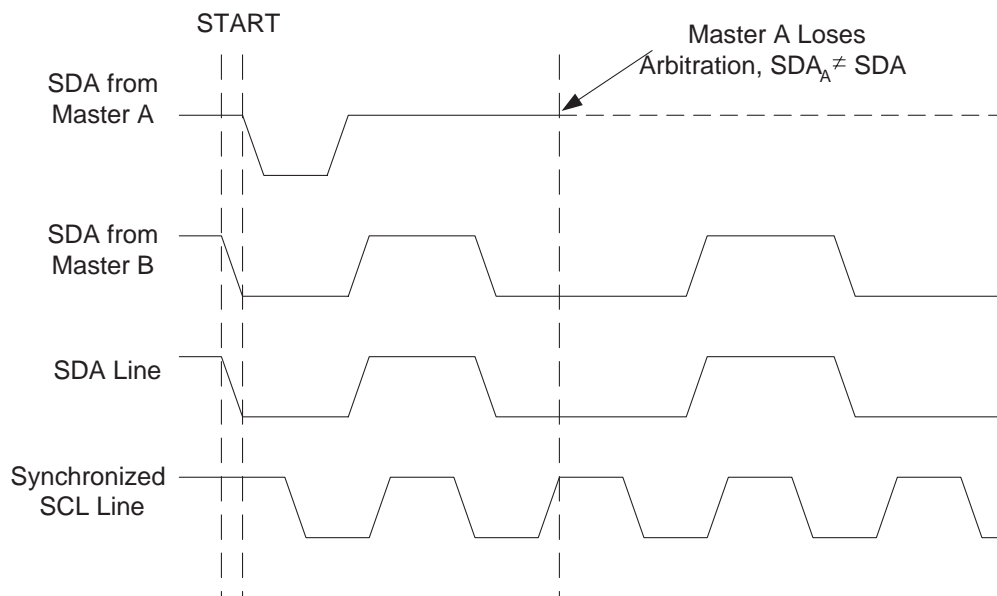 START
Master A Loses
Arbitration, SDA_A ≠ SDA
SDA from
Master A
SDA from
Master B
SDA Line
Synchronized
SCL Line